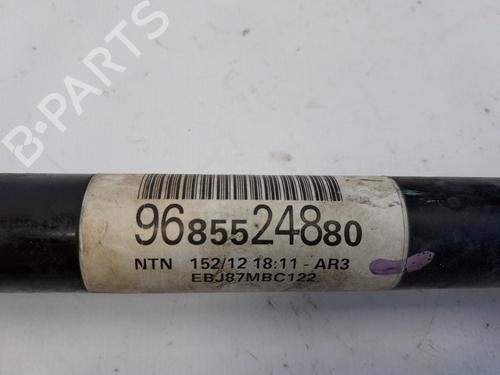 B-PARTS
9685524880
NTN 152/12 18:11 - AR3
EBJ87MBC122